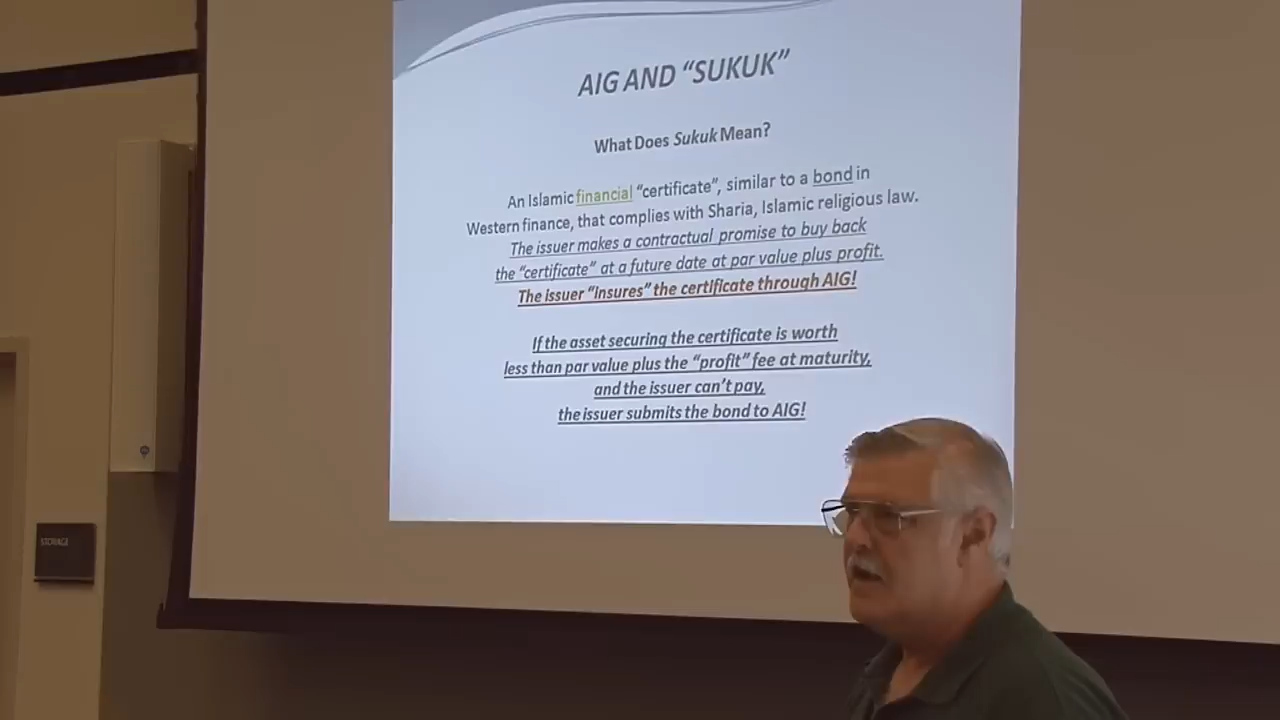 AIG AND “SUKUK”
What Does Sukuk Mean?
An Islamic financial “certificate”, similar to a bond in
Western finance, that complies with Sharia, Islamic religious law.
The issuer makes a contractual promise to buy back
the “certificate” at a future date at par value plus profit.
The issuer “insures” the certificate through AIG!
If the asset securing the certificate is worth
less than par value plus the “profit” fee at maturity,
and the issuer can’t pay,
the issuer submits the bond to AIG!
STORAGE